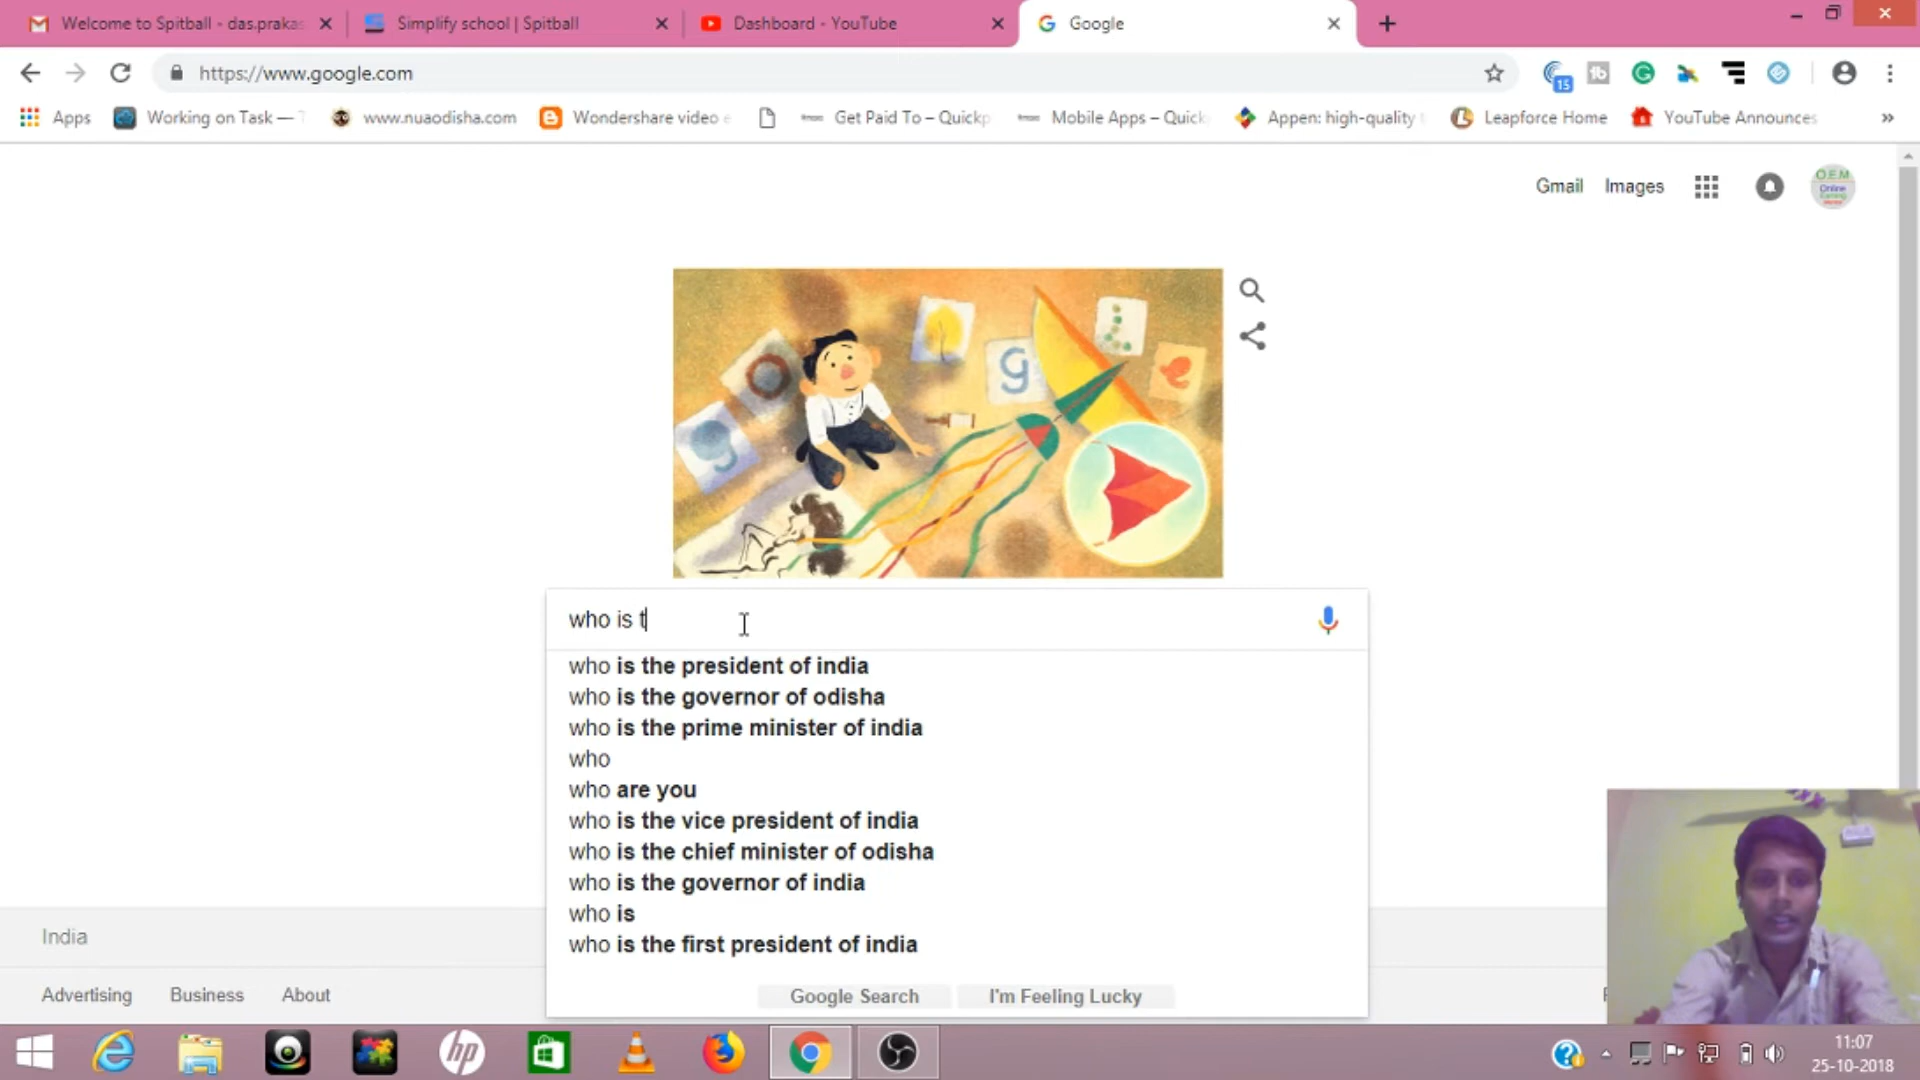 Welcome to Spitball - das.prakas
Simplify school | Spitball
Dashboard - YouTube
Google
https://www.google.com
15
Apps
Working on Task —
www.nuaodisha.com
Wondershare video e
Get Paid To – Quickp
Mobile Apps – Quick
Appen: high-quality
Leapforce Home
YouTube Announces
»
Gmail
Images
O.E.M
Online
Earning
g o g e
who is t
who is the president of india
who is the governor of odisha
who is the prime minister of india
who
who are you
who is the vice president of india
who is the chief minister of odisha
who is the governor of india
who is
who is the first president of india
Google Search
I'm Feeling Lucky
India
Advertising
Business
About
hp
11:07
25-10-2018